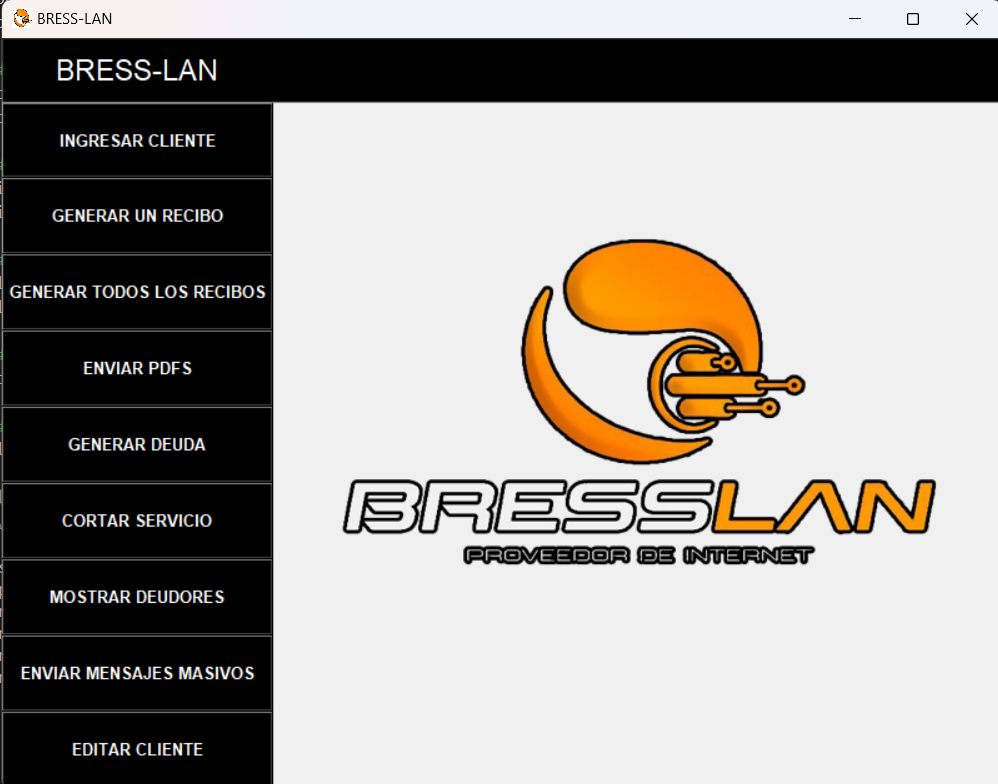 BRESS-LAN
BRESS-LAN
INGRESAR CLIENTE
GENERAR UN RECIBO
GENERAR TODOS LOS RECIBOS
ENVIAR PDFS
GENERAR DEUDA
CORTAR SERVICIO
MOSTRAR DEUDORES
ENVIAR MENSAJES MASIVOS
EDITAR CLIENTE
BRESSLAN
PROVEEDOR DE INTERNET